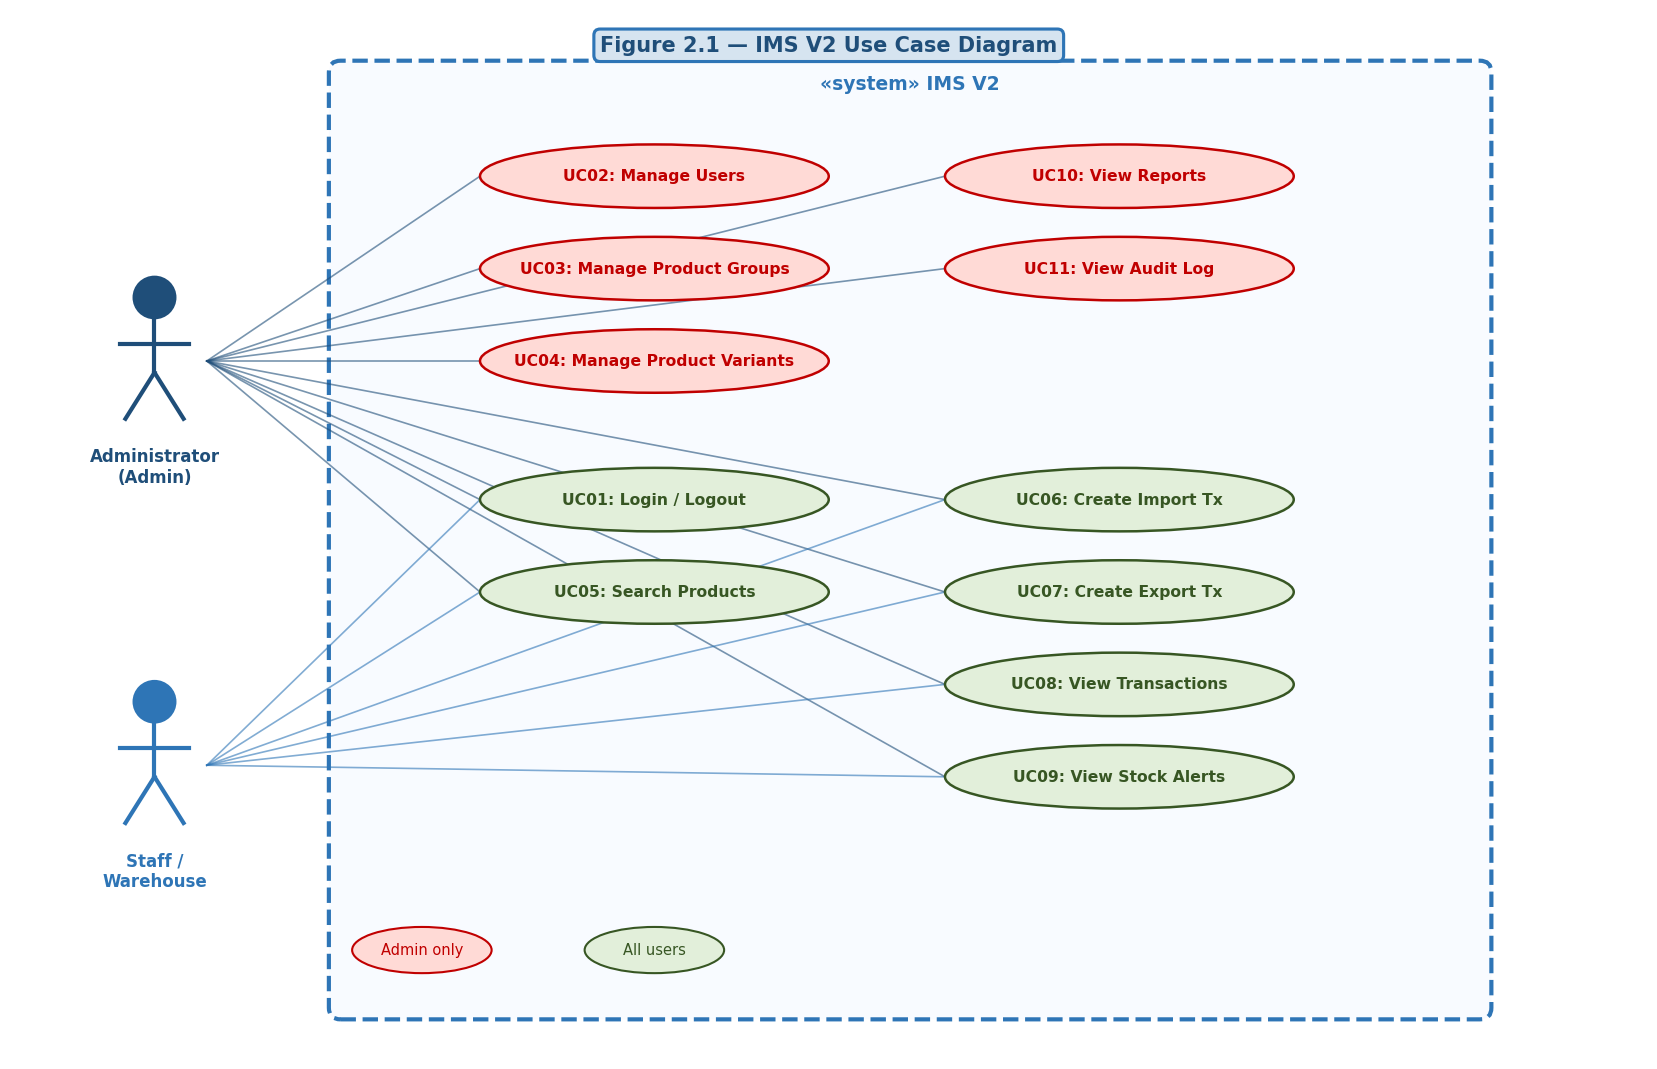 Figure 2.1 — IMS V2 Use Case Diagram
«system» IMS V2
UC02: Manage Users
UC10: View Reports
UC03: Manage Product Groups
UC11: View Audit Log
UC04: Manage Product Variants
Administrator
(Admin)
UC01: Login / Logout
UC06: Create Import Tx
UC05: Search Products
UC07: Create Export Tx
UC08: View Transactions
UC09: View Stock Alerts
Staff /
Warehouse
Admin only
All users